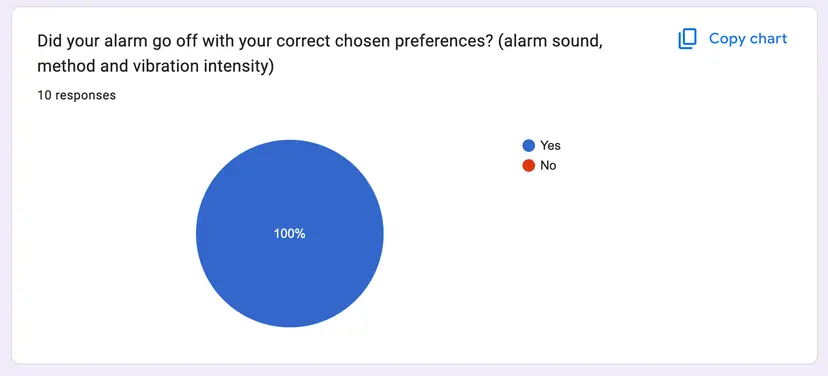 Did your alarm go off with your correct chosen preferences? (alarm sound,
method and vibration intensity)
Copy chart
10 responses
Yes
No
100%